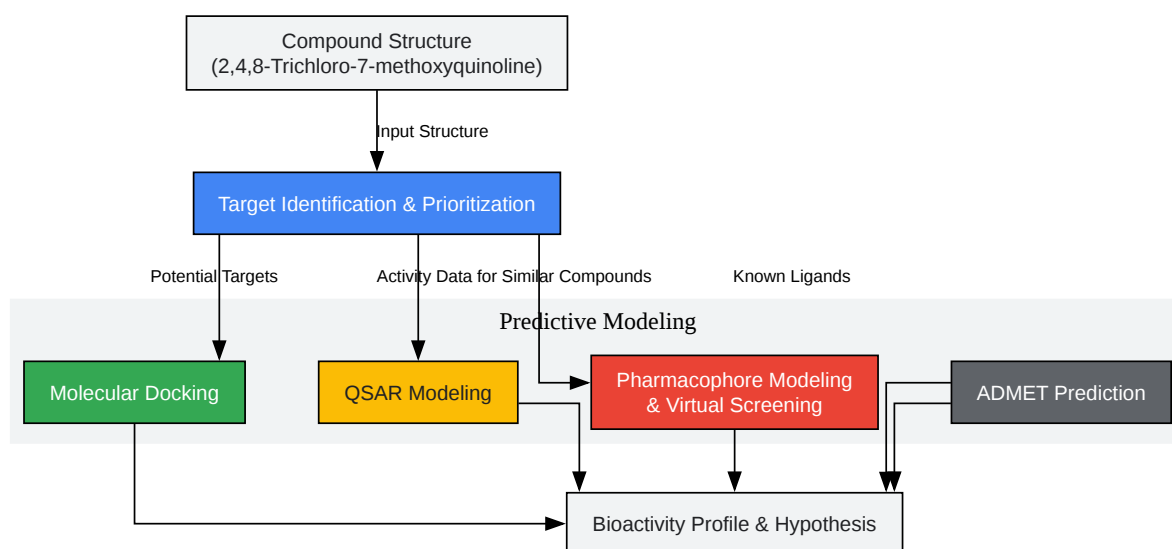 Compound Structure
(2,4,8-Trichloro-7-methoxyquinoline)
Input Structure
Target Identification & Prioritization
Potential Targets
Activity Data for Similar Compounds
Known Ligands
Predictive Modeling
Molecular Docking
QSAR Modeling
Pharmacophore Modeling
& Virtual Screening
ADMET Prediction
Bioactivity Profile & Hypothesis